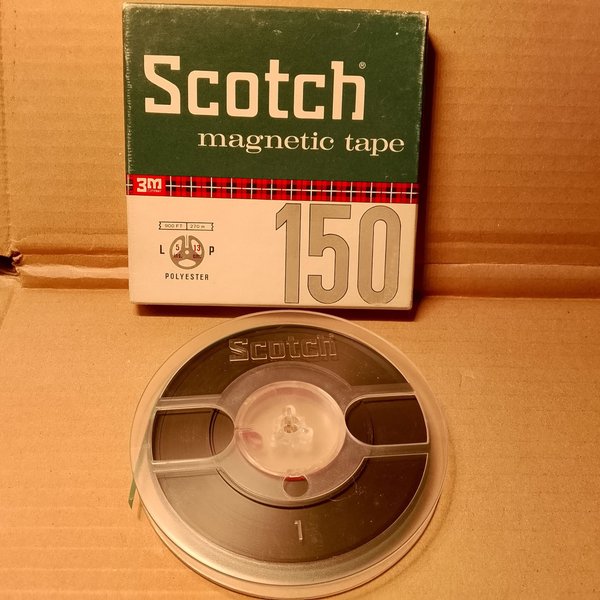 Scotch®
magnetic tape
3M
150
900 FT 270 m
L 5 13 P
POLYESTER
Scotch
1